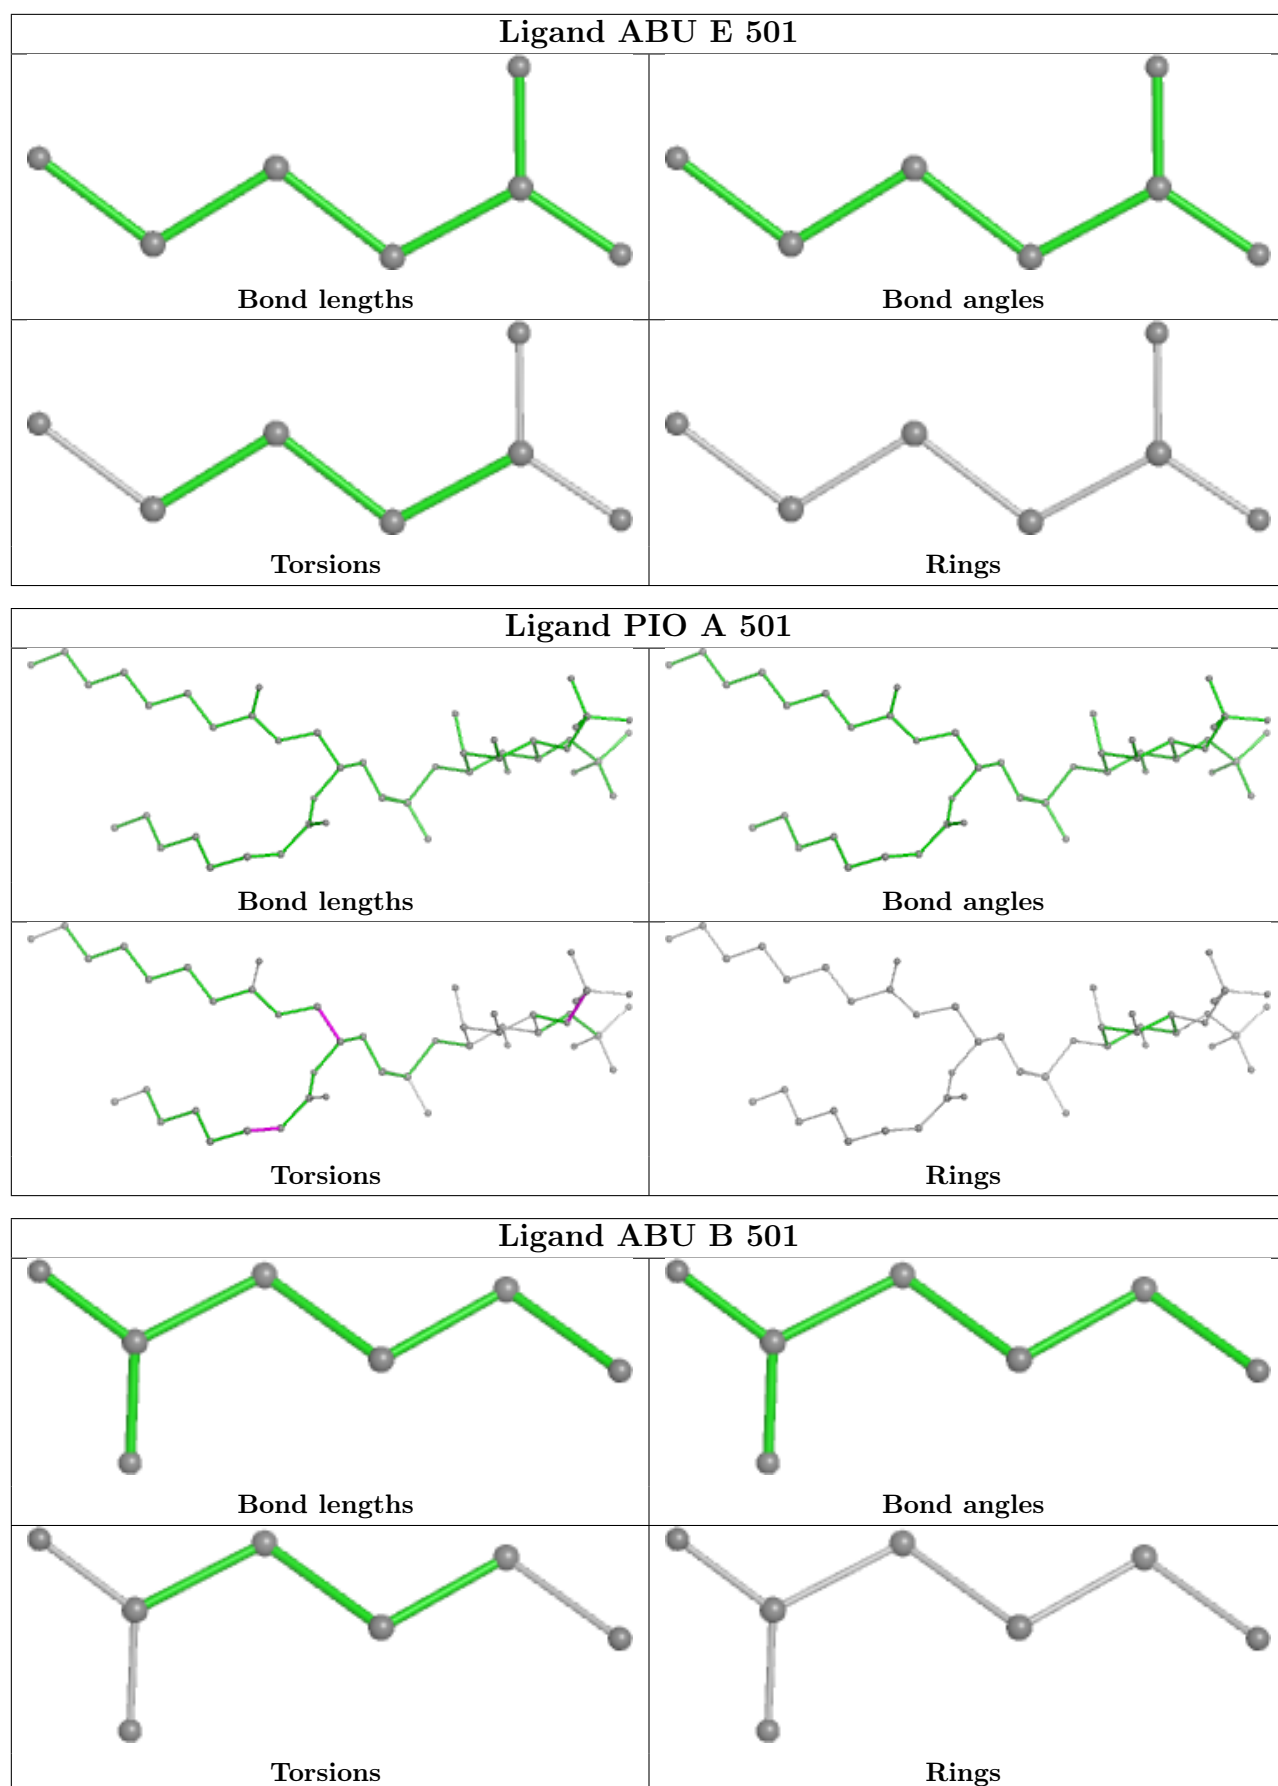 Ligand ABU E 501
Bond lengths
Bond angles
Torsions
Rings
Ligand PIO A 501
Bond lengths
Bond angles
Torsions
Rings
Ligand ABU B 501
Bond lengths
Bond angles
Torsions
Rings